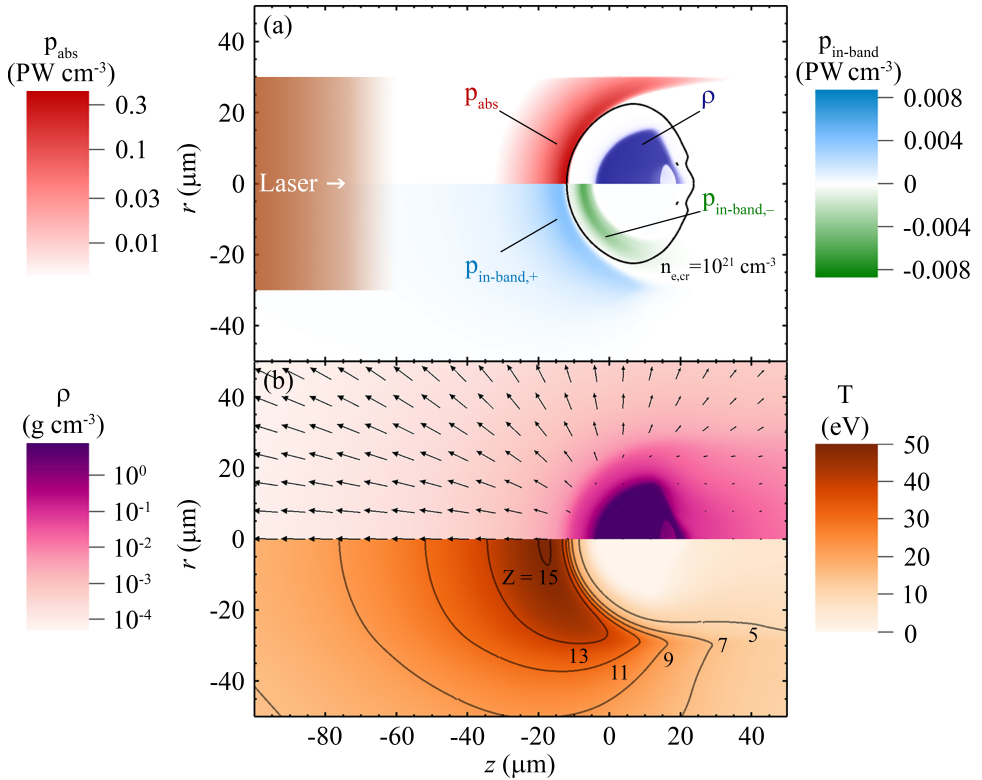 (a)
p_abs
(PW cm⁻³)
0.3
0.1
0.03
0.01
40
20
0
-20
-40
r (μm)
Laser →
p_abs
ρ
p_in-band,+
p_in-band,−
n_e,cr=10²¹ cm⁻³
p_in-band
(PW cm⁻³)
0.008
0.004
0
-0.004
-0.008
(b)
ρ
(g cm⁻³)
10⁰
10⁻¹
10⁻²
10⁻³
10⁻⁴
40
20
0
-20
-40
r (μm)
Z = 15
13
11
9
7
5
-80
-60
-40
-20
0
20
40
z (μm)
T
(eV)
50
40
30
20
10
0